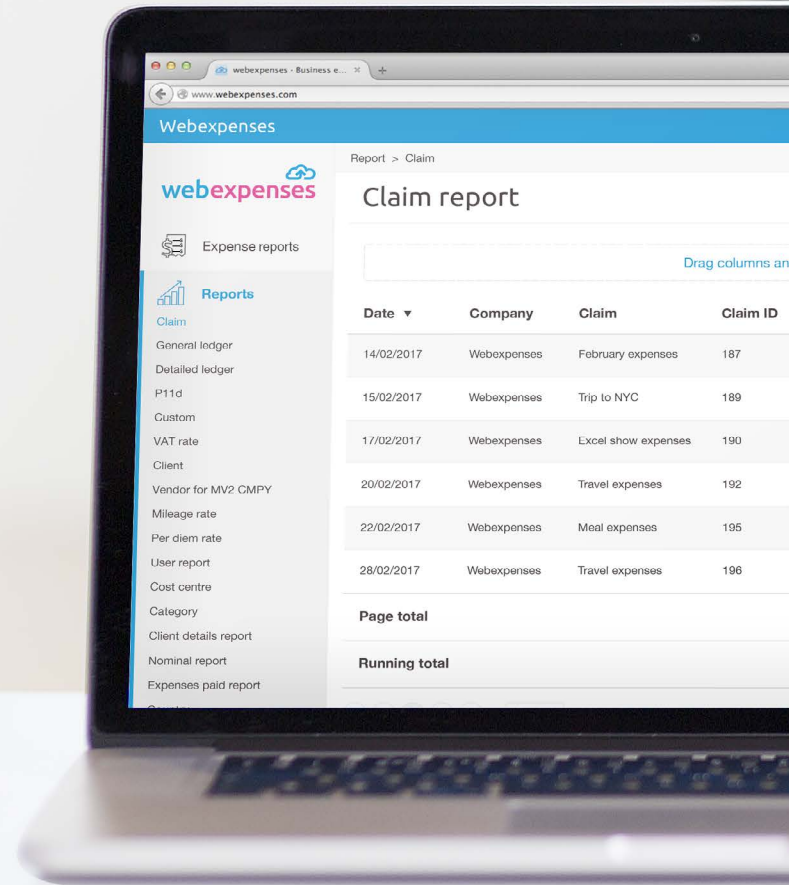 webexpenses - Business e...
www.webexpenses.com
Webexpenses
webexpenses
Expense reports
Reports
Claim
General ledger
Detailed ledger
P11d
Custom
VAT rate
Client
Vendor for MV2 CMPY
Mileage rate
Per diem rate
User report
Cost centre
Category
Client details report
Nominal report
Expenses paid report
Report > Claim
Claim report
Drag columns an
Date ▼ Company Claim Claim ID
14/02/2017 Webexpenses February expenses 187
15/02/2017 Webexpenses Trip to NYC 189
17/02/2017 Webexpenses Excel show expenses 190
20/02/2017 Webexpenses Travel expenses 192
22/02/2017 Webexpenses Meal expenses 195
28/02/2017 Webexpenses Travel expenses 196
Page total
Running total